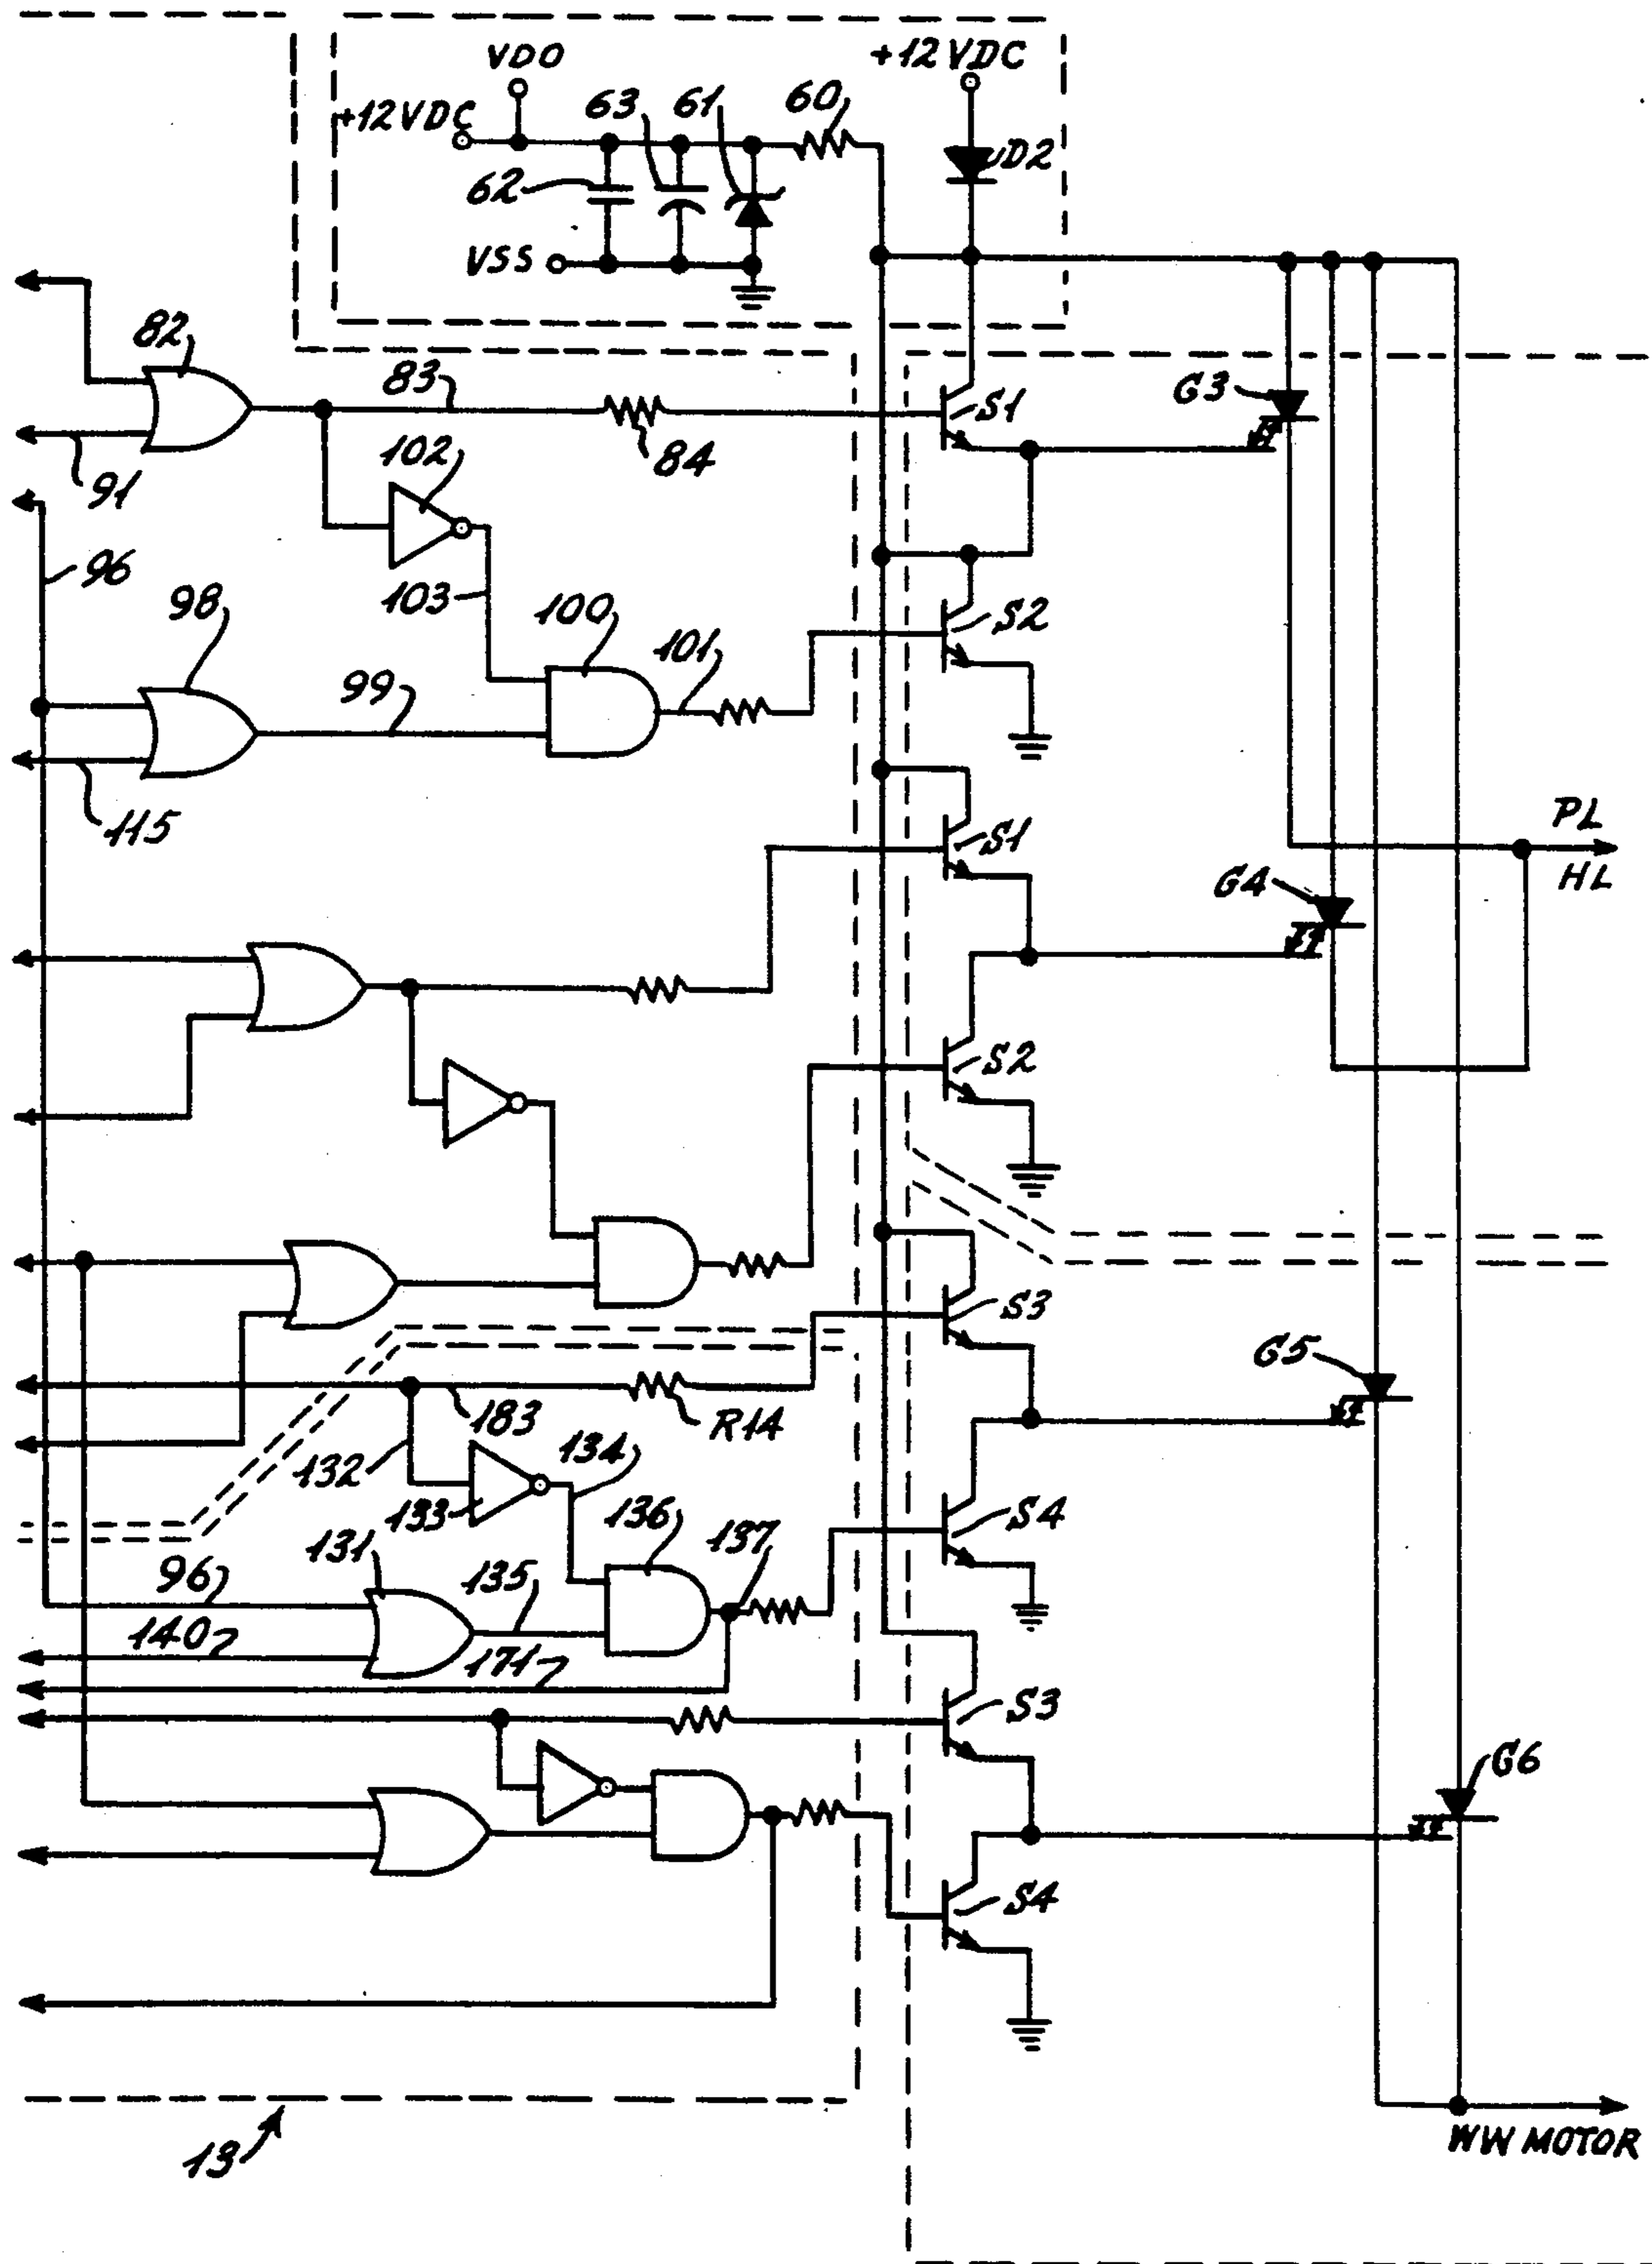 VDO
+12VDC
+12VDC
63
61
60
D2
62
VSS
82
83
S1
G3
84
102
91
96
103
98
100
S2
101
99
115
S1
PL
G4
HL
S2
S3
G5
183
R14
132
134
133
136
S4
137
131
96
135
140
171
S3
G6
S4
13
WW MOTOR